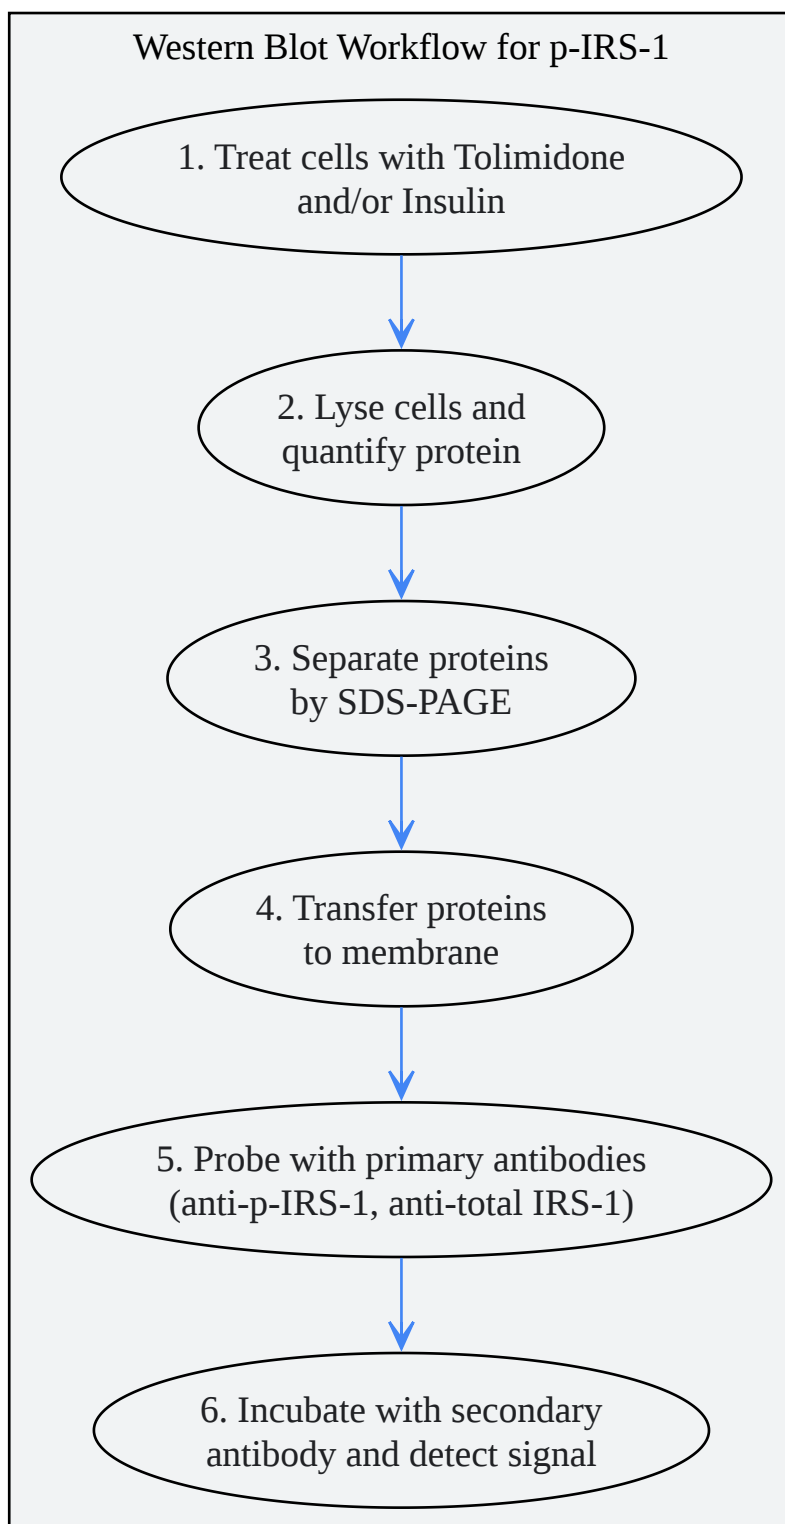 Western Blot Workflow for p-IRS-1
1. Treat cells with Tolimidone
and/or Insulin
2. Lyse cells and
quantify protein
3. Separate proteins
by SDS-PAGE
4. Transfer proteins
to membrane
5. Probe with primary antibodies
(anti-p-IRS-1, anti-total IRS-1)
6. Incubate with secondary
antibody and detect signal